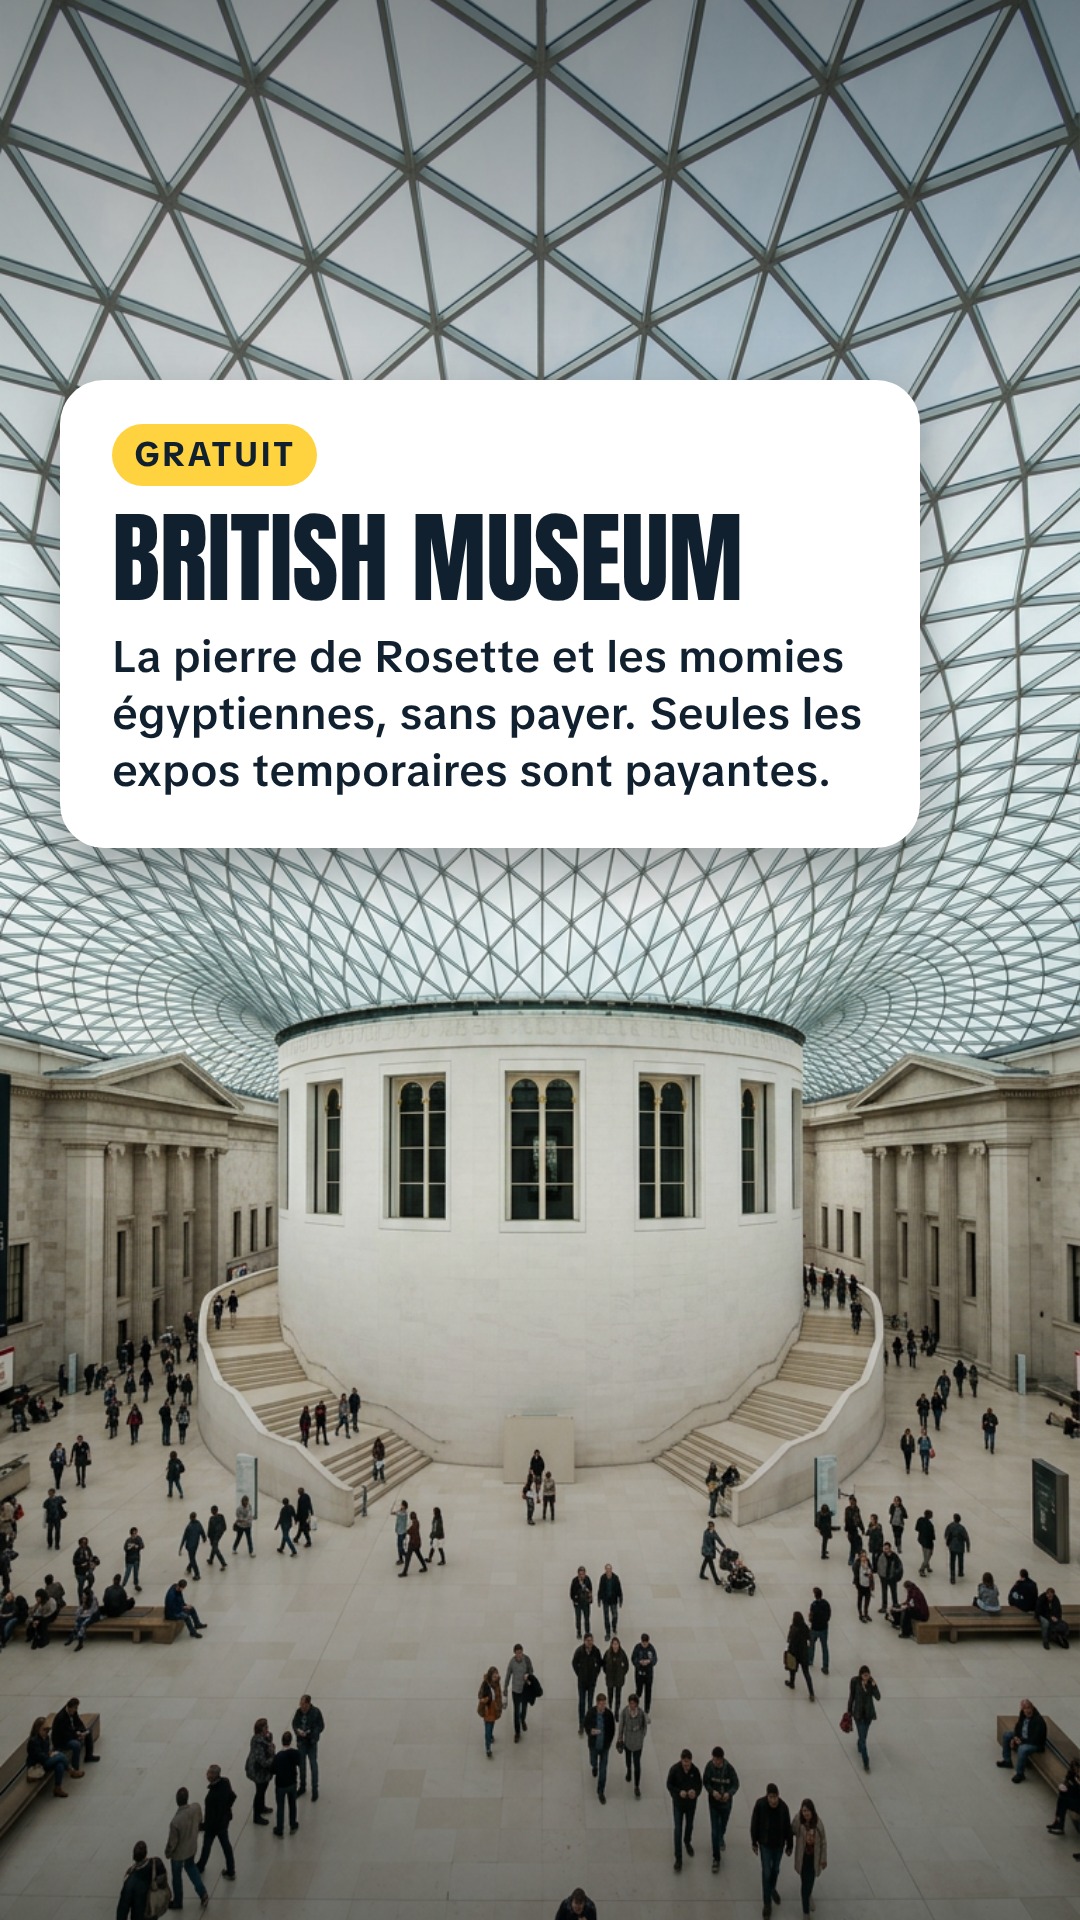 GRATUIT
BRITISH MUSEUM
La pierre de Rosette et les momies
égyptiennes, sans payer. Seules les
expos temporaires sont payantes.